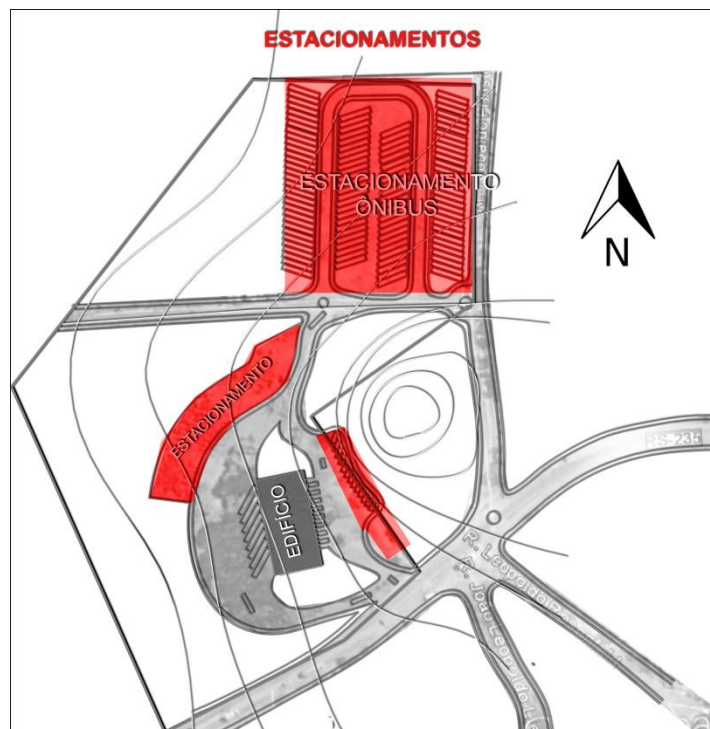 ESTACIONAMENTOS
ESTACIONAMENTO
ÔNIBUS
N
ESTACIONAMENTO
EDIFÍCIO
RS-235
R. Leopoldo
R. João Leopoldo